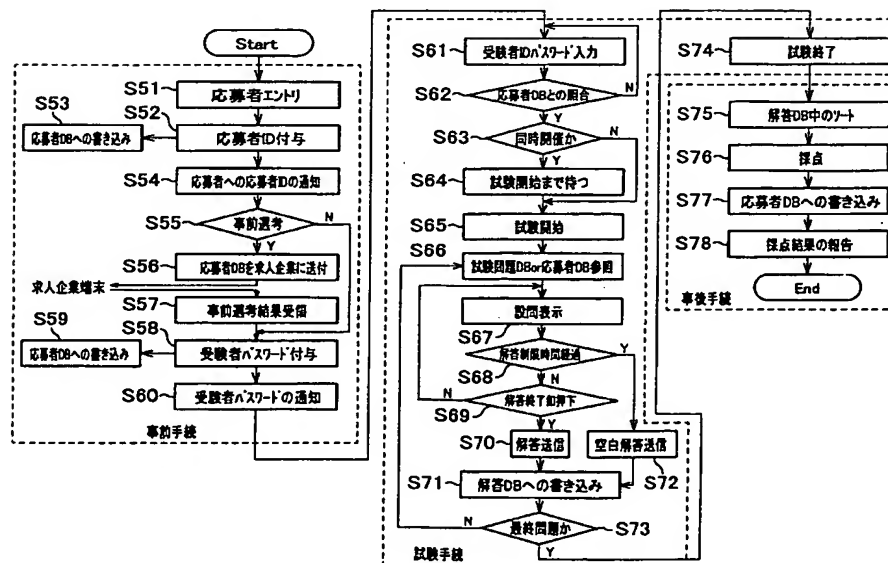 Start
S51
応募者エントリ
S52
応募者ID付与
S53
応募者DBへの書き込み
S54
応募者への応募者IDの通知
S55
事前選考
N
Y
S56
応募者DBを求人企業に送付
求人企業端末
S57
事前選考結果受領
S58
受験者パスワード付与
S59
応募者DBへの書き込み
S60
受験者パスワードの通知
事前手続
S61
受験者IDパスワード入力
S62
応募者DBとの照合
N
Y
S63
同時開催か
N
Y
S64
試験開始まで待つ
S65
試験開始
S66
試験問題DBor応募者DB参照
設問表示
S67
解答制限時間経過
Y
S68
N
解答終了釦押下
N
S69
Y
S70
解答送信
空白解答送信
S72
S71
解答DBへの書き込み
最終問題か
N
S73
Y
試験手続
S74
試験終了
S75
解答DB中のソート
S76
採点
S77
応募者DBへの書き込み
S78
採点結果の報告
End
事後手続